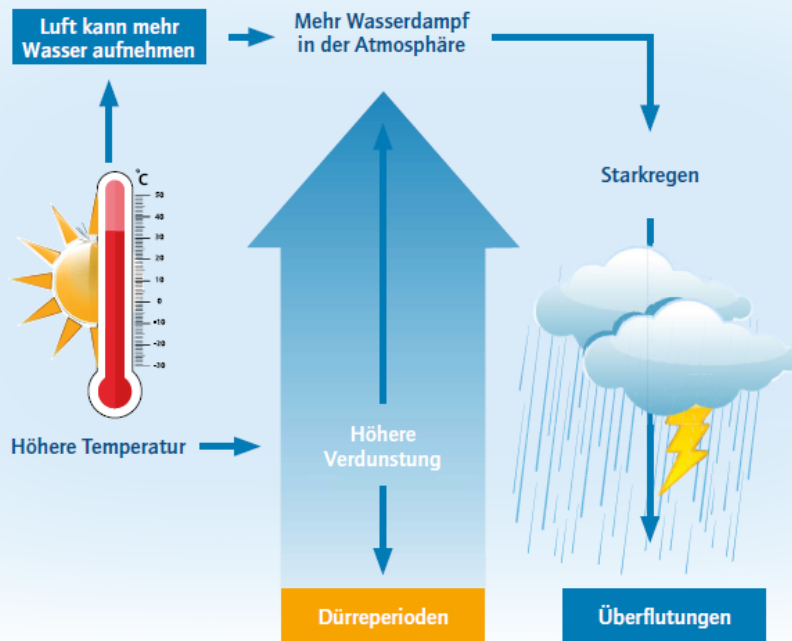 Luft kann mehr
Wasser aufnehmen
Mehr Wasserdampf
in der Atmosphäre
Starkregen
°C
50
40
30
20
10
0
-10
-20
-30
Höhere Temperatur
Höhere
Verdunstung
Dürreperioden
Überflutungen